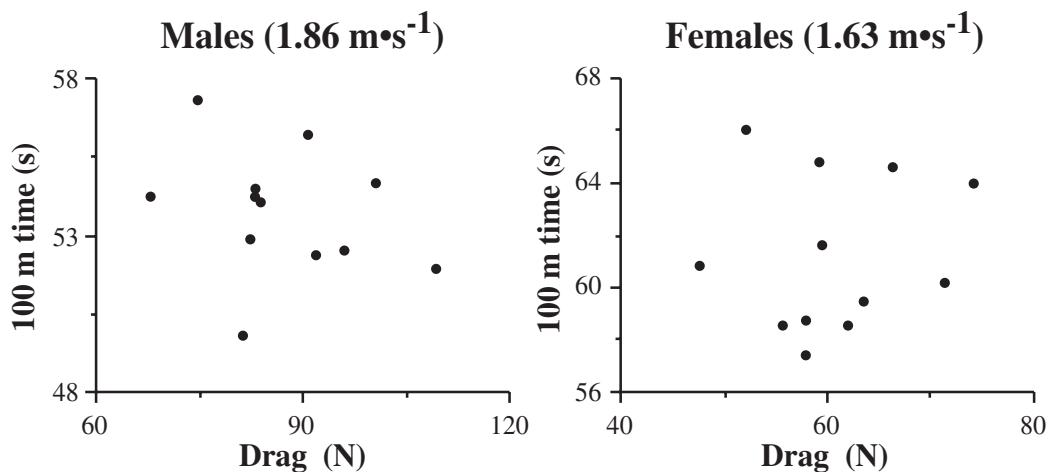 Males (1.86 m•s-1)
100 m time (s)
58
53
48
60
90
120
Drag (N)
Females (1.63 m•s-1)
100 m time (s)
68
64
60
56
40
60
80
Drag (N)